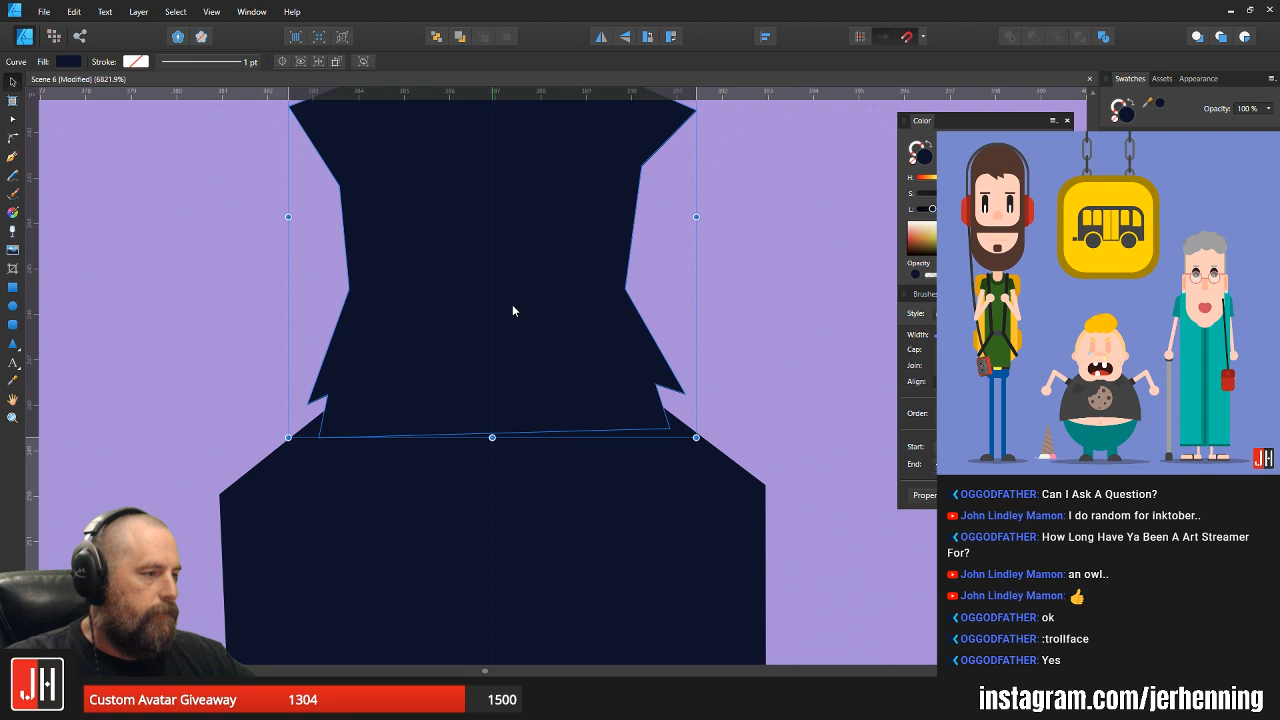 File Edit Text Layer Select View Window Help
Curve Fill: Stroke: 1 pt
Scene 6 [Modified] (6821.9%)
Swatches Assets Appearance
Opacity: 100 %
Color
H:
S:
L:
Opacity
Brushes
Style:
Width:
Cap:
Join:
Align:
Order:
Start:
End:
Proper
JH
OGGODFATHER: Can I Ask A Question?
John Lindley Mamon: I do random for inktober..
OGGODFATHER: How Long Have Ya Been A Art Streamer
For?
John Lindley Mamon: an owl..
John Lindley Mamon: 👍
OGGODFATHER: ok
OGGODFATHER: :trollface
OGGODFATHER: Yes
JH
Custom Avatar Giveaway 1304 1500
instagram.com/jerhenning